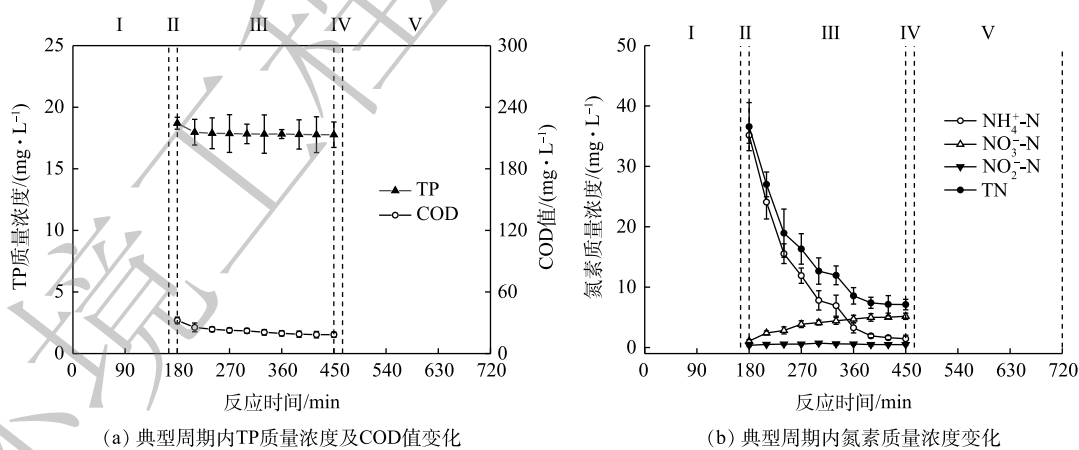 I II III IV V
25 20 15 10 5 0
TP质量浓度/(mg·L⁻¹)
300 240 180 120 60 0
COD值/(mg·L⁻¹)
TP
COD
0 90 180 270 360 450 540 630 720
反应时间/min
(a) 典型周期内TP质量浓度及COD值变化
I II III IV V
50 40 30 20 10 0
氮素质量浓度/(mg·L⁻¹)
NH₄⁺-N
NO₃⁻-N
NO₂⁻-N
TN
0 90 180 270 360 450 540 630 720
反应时间/min
(b) 典型周期内氮素质量浓度变化
境工程